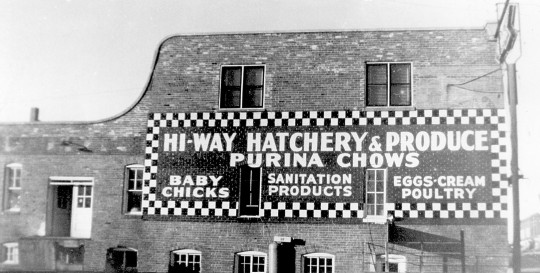 HI-WAY HATCHERY & PRODUCE
PURINA CHOWS
BABY
CHICKS
SANITATION
PRODUCTS
EGGS-CREAM
POULTRY